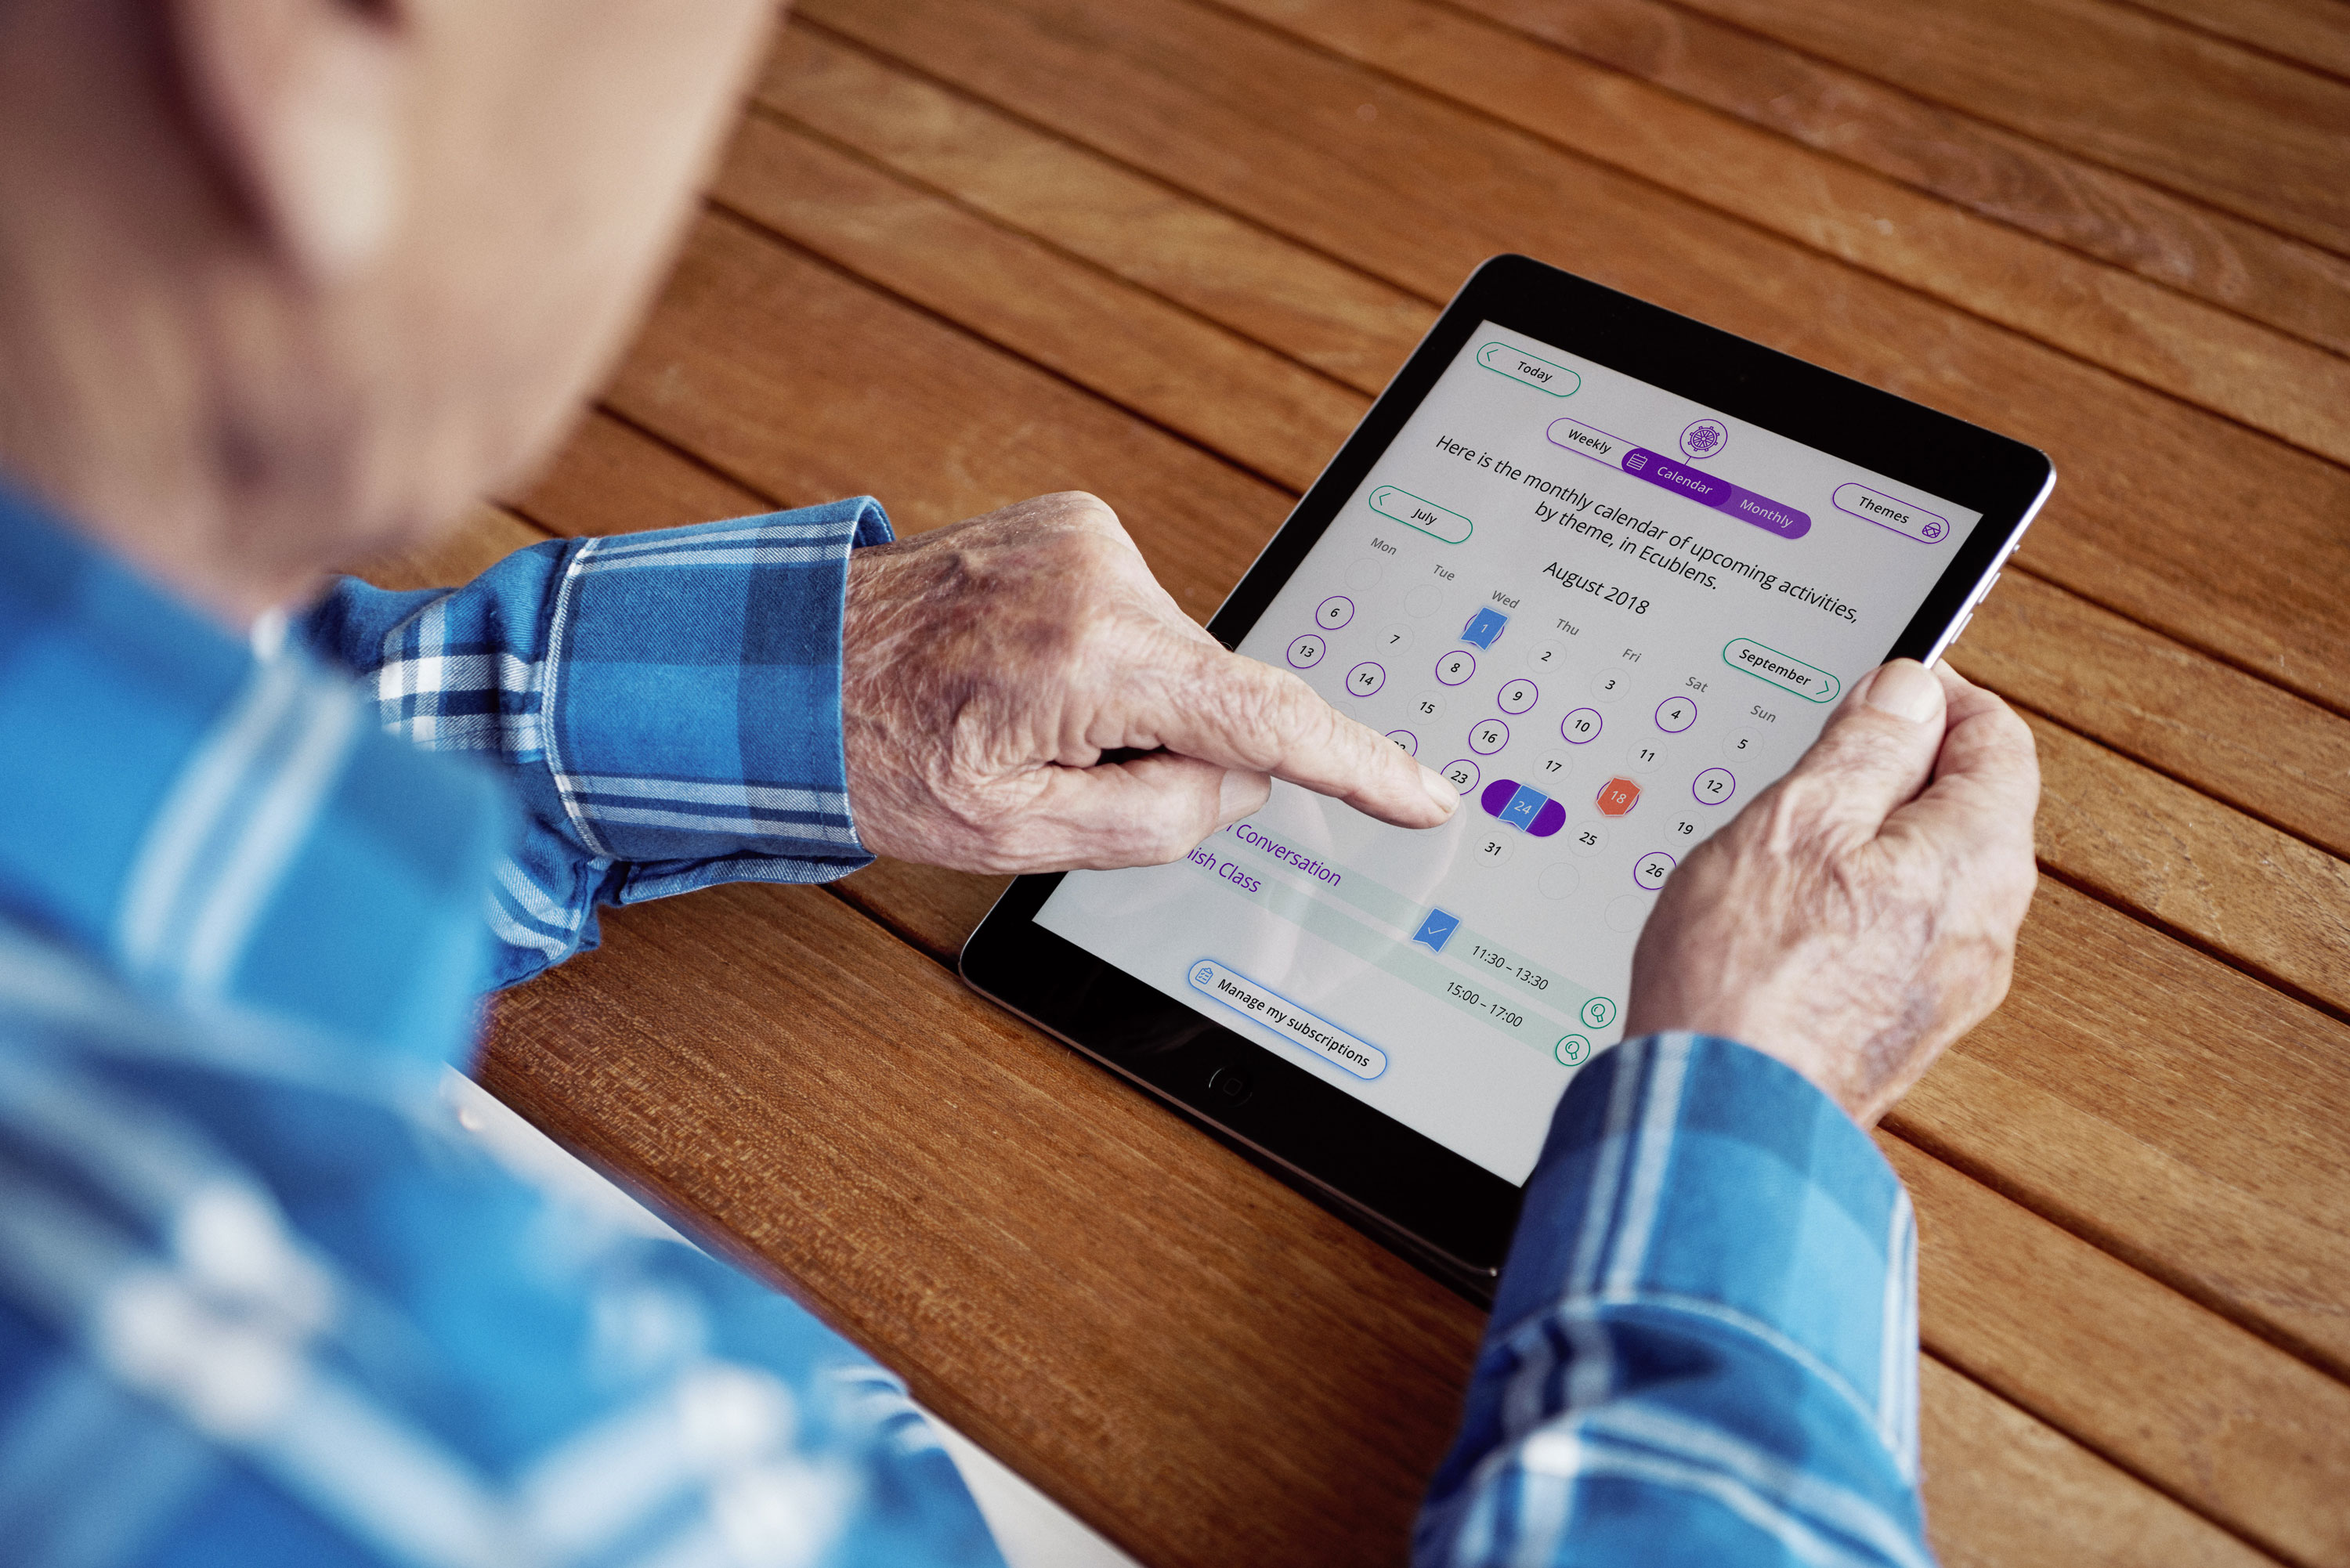 Today
Weekly Calendar Monthly
Themes
Here is the monthly calendar of upcoming activities,
by theme, in Ecublens.
July
August 2018
September
Mon Tue Wed Thu Fri Sat Sun
1 2 3 4 5
6 7 8 9 10 11 12
13 14 15 16 17 18 19
23 24 25 26
31
Conversation 11:30 – 13:30
Class 15:00 – 17:00
Manage my subscriptions